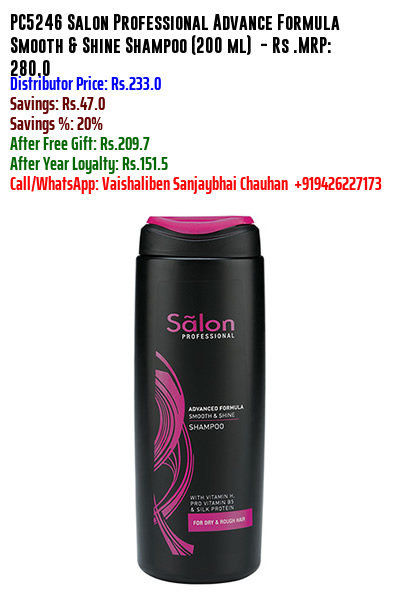 PC5246 Salon Professional Advance Formula
Smooth & Shine Shampoo (200 ml) - Rs .MRP:
280.0
Distributor Price: Rs.233.0
Savings: Rs.47.0
Savings %: 20%
After Free Gift: Rs.209.7
After Year Loyalty: Rs.151.5
Call/WhatsApp: Vaishaliben Sanjaybhai Chauhan +919426227173
Sãlon
PROFESSIONAL
ADVANCED FORMULA
SMOOTH & SHINE
SHAMPOO
WITH VITAMIN H,
PRO VITAMIN B5
& SILK PROTEIN
FOR DRY & ROUGH HAIR